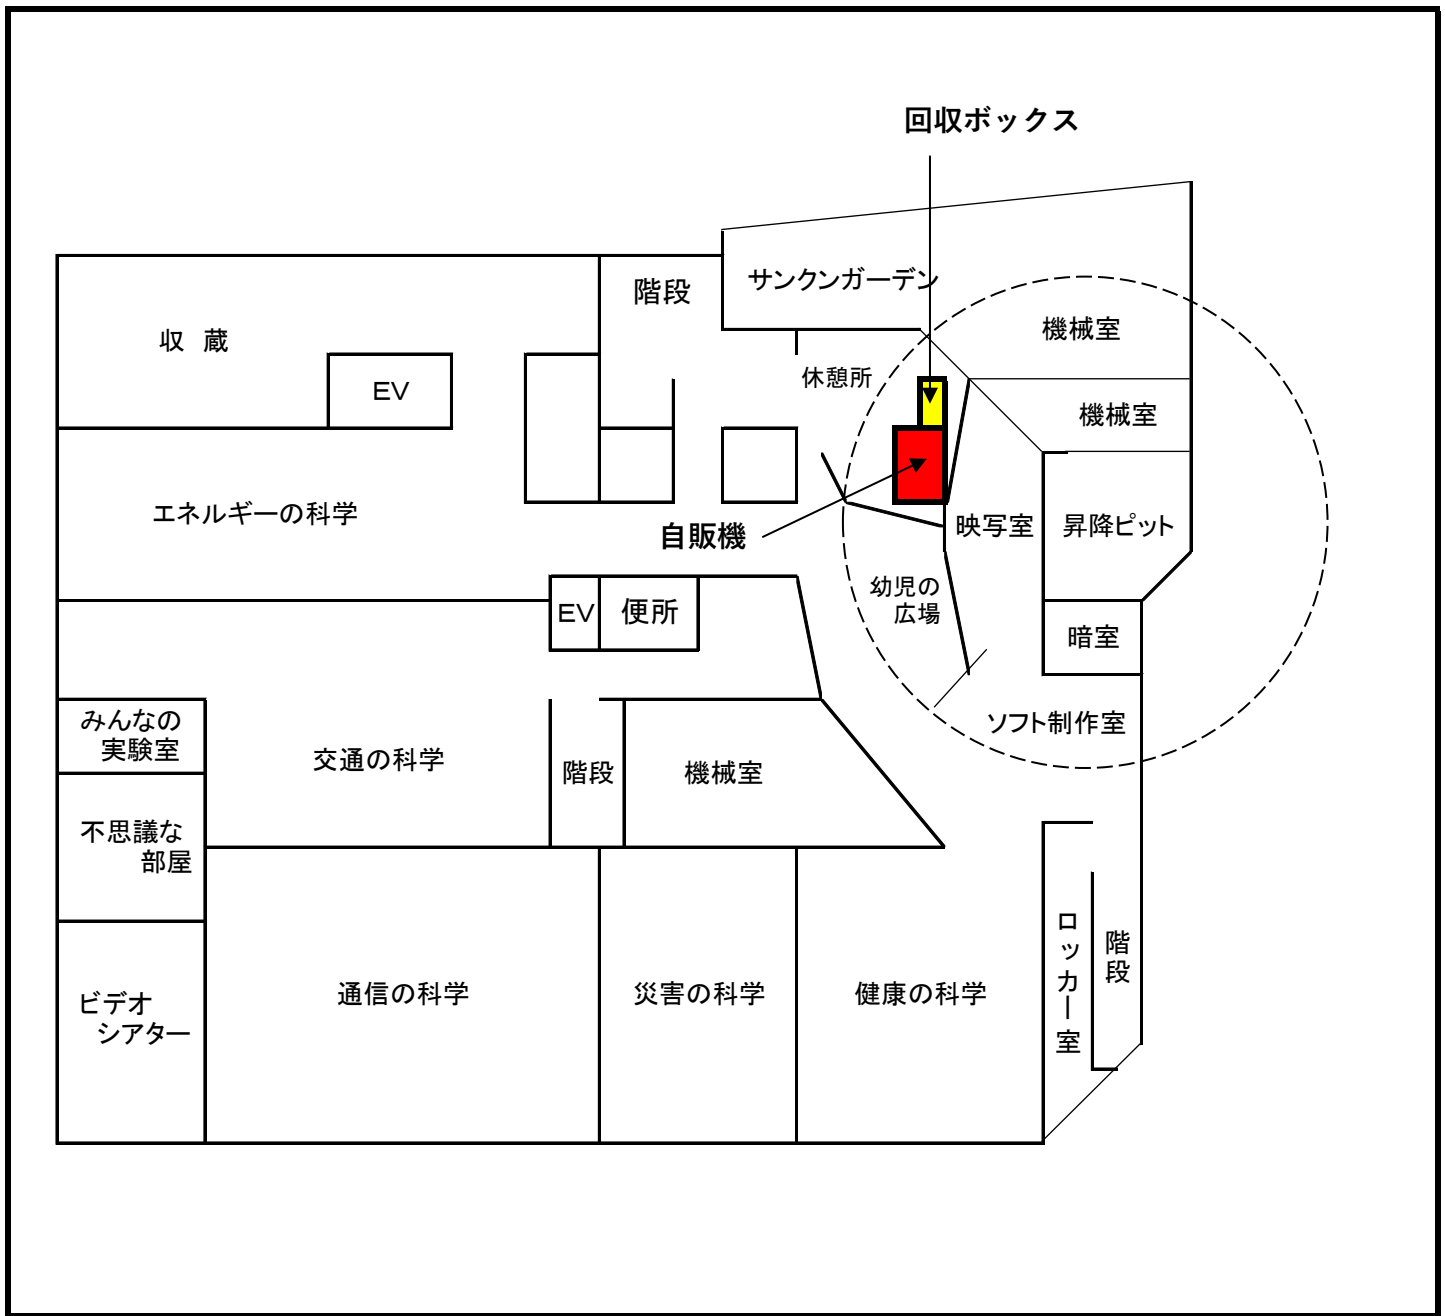 回収ボックス
サンクンガーデン
階段
機械室
収 蔵
休憩所
EV
機械室
エネルギーの科学
自販機
映写室
昇降ピット
幼児の
広場
EV
便所
暗室
みんなの
実験室
ソフト制作室
交通の科学
階段
機械室
不思議な
部屋
ロッカー室
階段
ビデオ
シアター
通信の科学
災害の科学
健康の科学